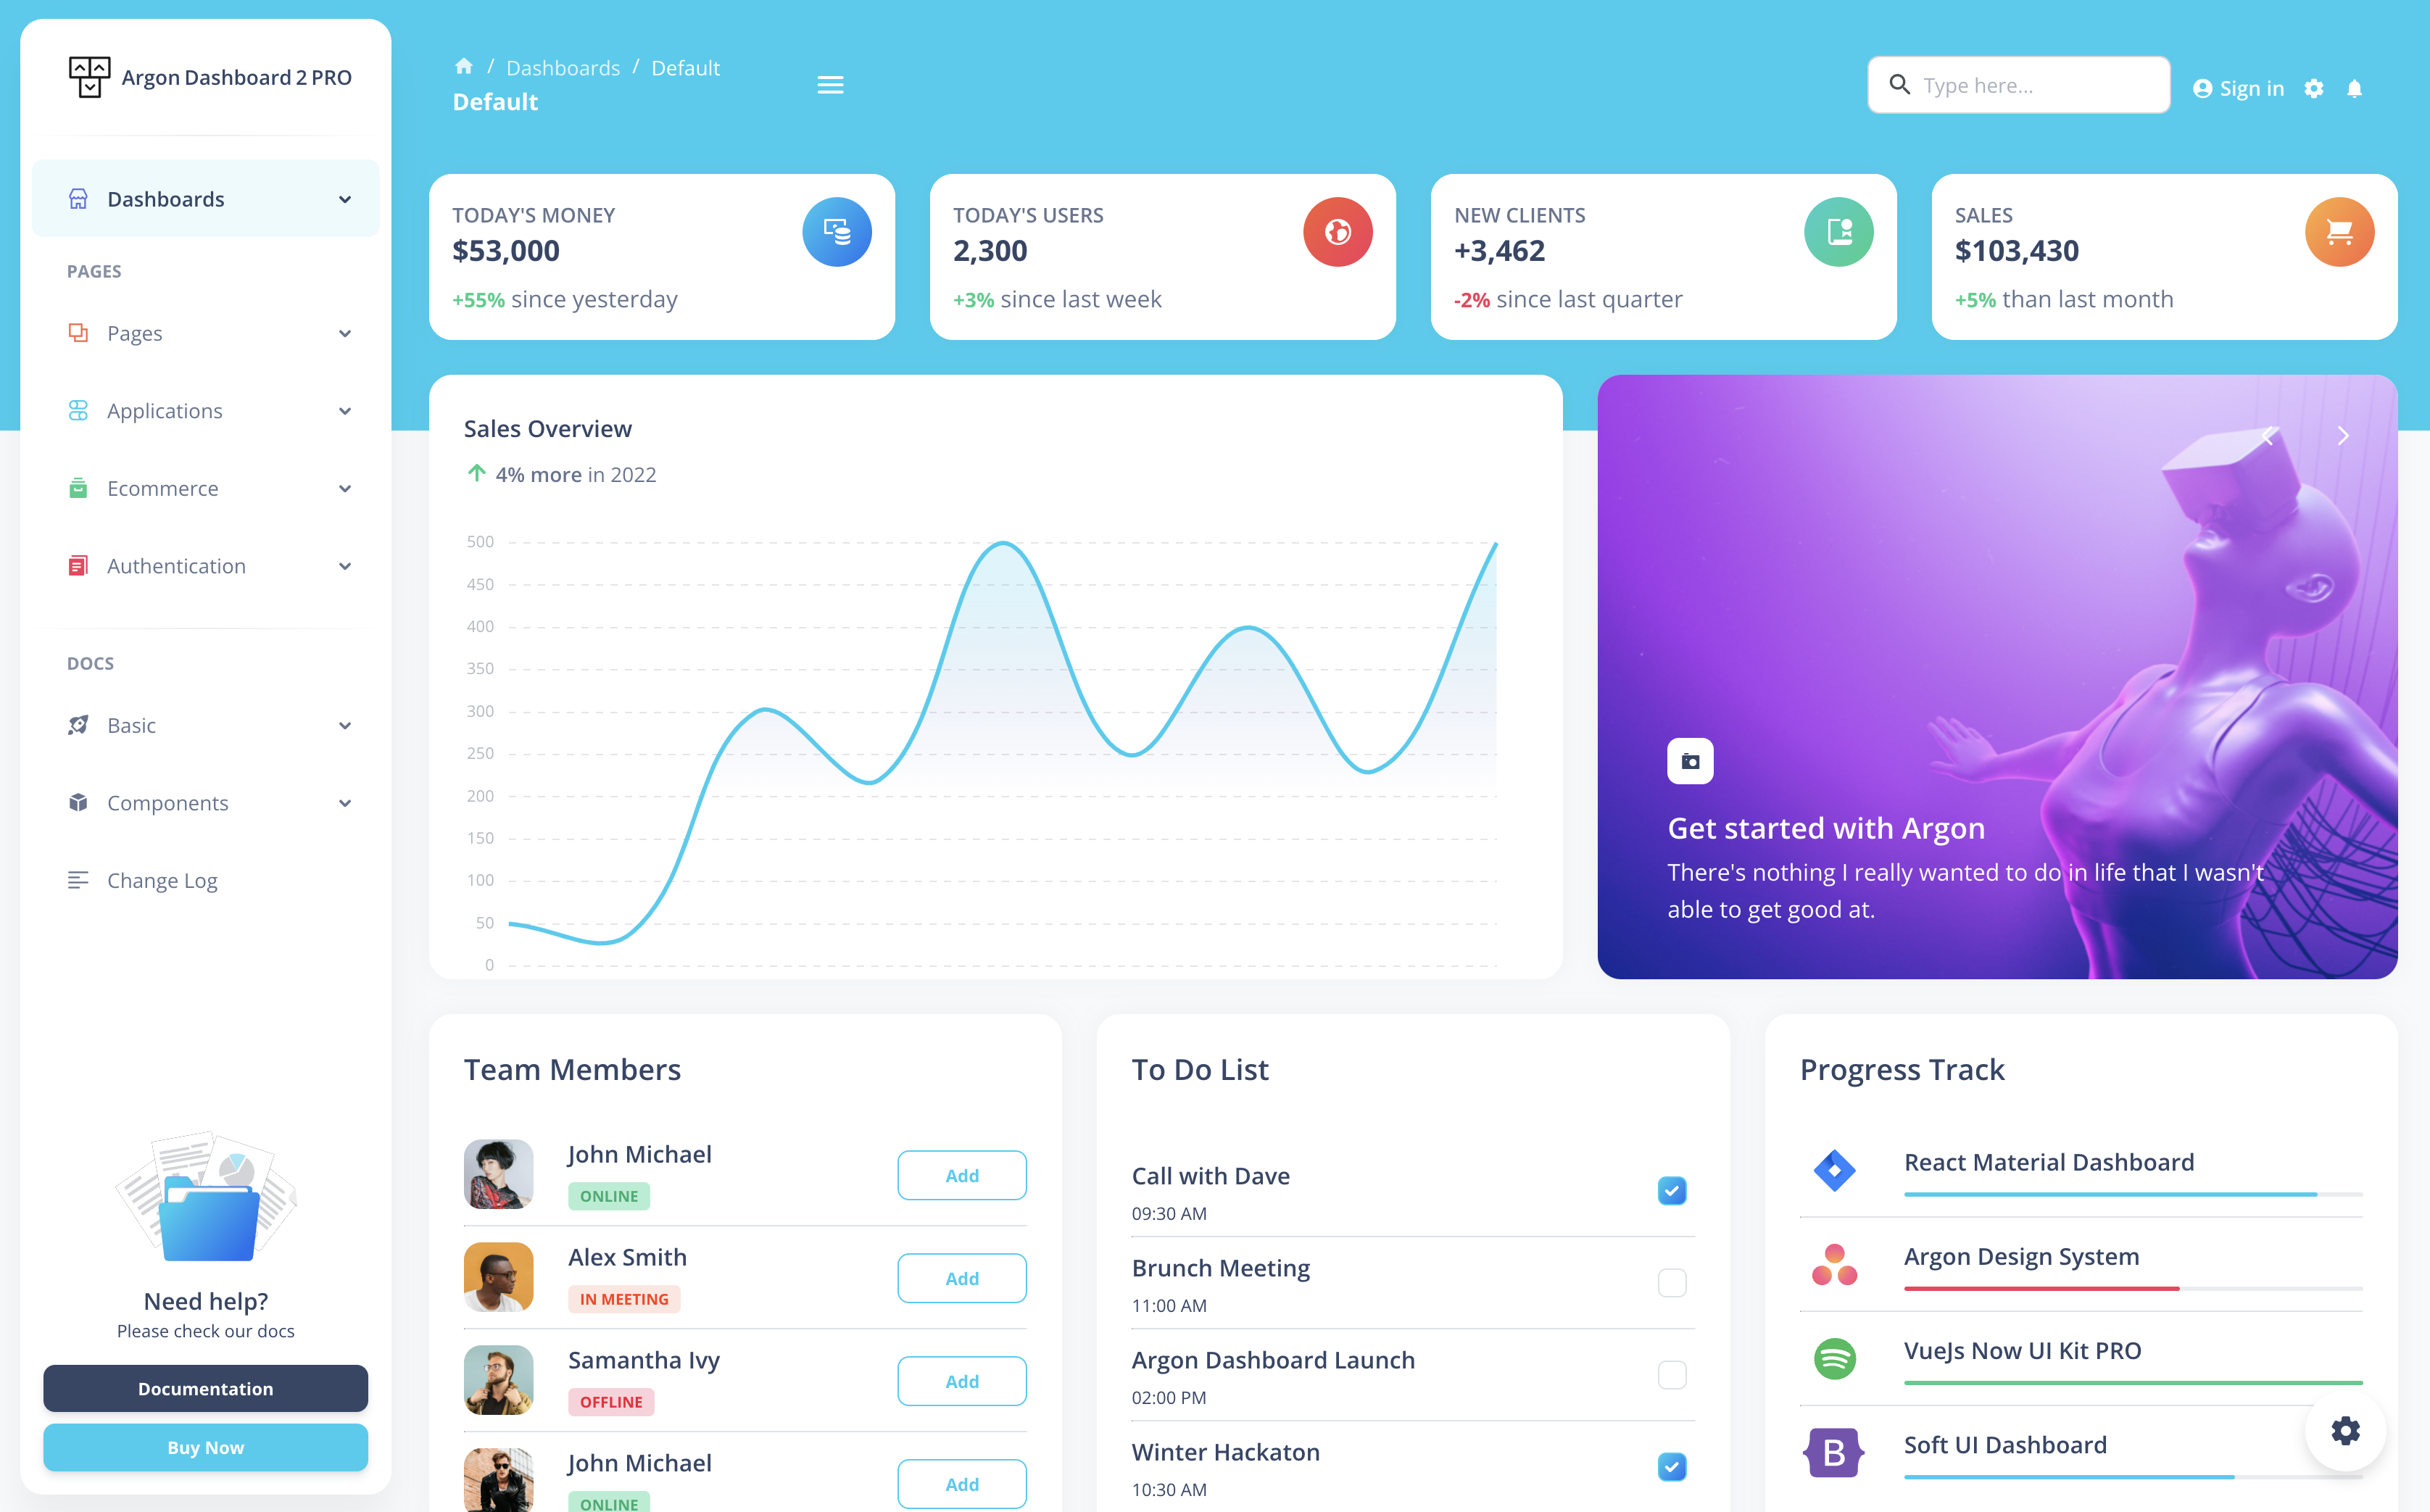 Argon Dashboard 2 PRO
Dashboards
PAGES
Pages
Applications
Ecommerce
Authentication
DOCS
Basic
Components
Change Log
Need help?
Please check our docs
Documentation
Buy Now
/ Dashboards / Default
Default
Type here...
Sign in
TODAY'S MONEY
$53,000
+55% since yesterday
TODAY'S USERS
2,300
+3% since last week
NEW CLIENTS
+3,462
-2% since last quarter
SALES
$103,430
+5% than last month
Sales Overview
4% more in 2022
500
450
400
350
300
250
200
150
100
50
0
Get started with Argon
There's nothing I really wanted to do in life that I wasn't
able to get good at.
Team Members
John Michael
ONLINE
Add
Alex Smith
IN MEETING
Add
Samantha Ivy
OFFLINE
Add
John Michael
ONLINE
Add
To Do List
Call with Dave
09:30 AM
Brunch Meeting
11:00 AM
Argon Dashboard Launch
02:00 PM
Winter Hackaton
10:30 AM
Progress Track
React Material Dashboard
Argon Design System
VueJs Now UI Kit PRO
B
Soft UI Dashboard